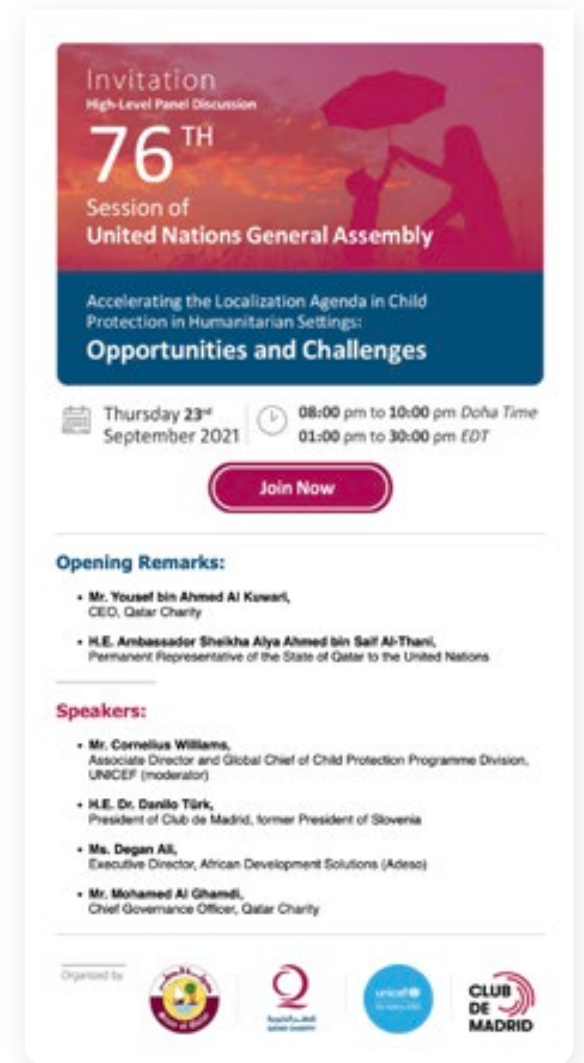 Invitation
High-Level Panel Discussion
76TH
Session of
United Nations General Assembly
Accelerating the Localization Agenda in Child
Protection in Humanitarian Settings:
Opportunities and Challenges
Thursday 23rd
September 2021
08:00 pm to 10:00 pm Doha Time
01:00 pm to 30:00 pm EDT
Join Now
Opening Remarks:
• Mr. Yousef bin Ahmed Al Kuwari,
CEO, Qatar Charity
• H.E. Ambassador Sheikha Alya Ahmed bin Saif Al-Thani,
Permanent Representative of the State of Qatar to the United Nations
Speakers:
• Mr. Cornelius Williams,
Associate Director and Global Chief of Child Protection Programme Division,
UNICEF (moderator)
• H.E. Dr. Danilo Türk,
President of Club de Madrid, former President of Slovenia
• Ms. Degan Ali,
Executive Director, African Development Solutions (Adeso)
• Mr. Mohamed Al Ghamdi,
Chief Governance Officer, Qatar Charity
Organized by
QATAR CHARITY
unicef
CLUB
DE
MADRID